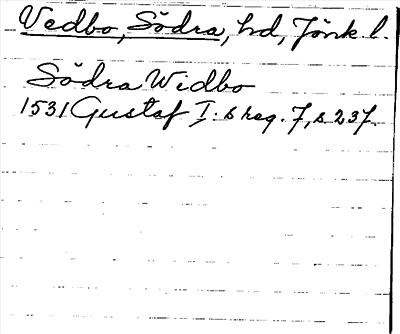 Vedbo, Södra, hd, Jönk l.
Södra Widbo
1531 Gustaf I:s reg. 7, s. 237.